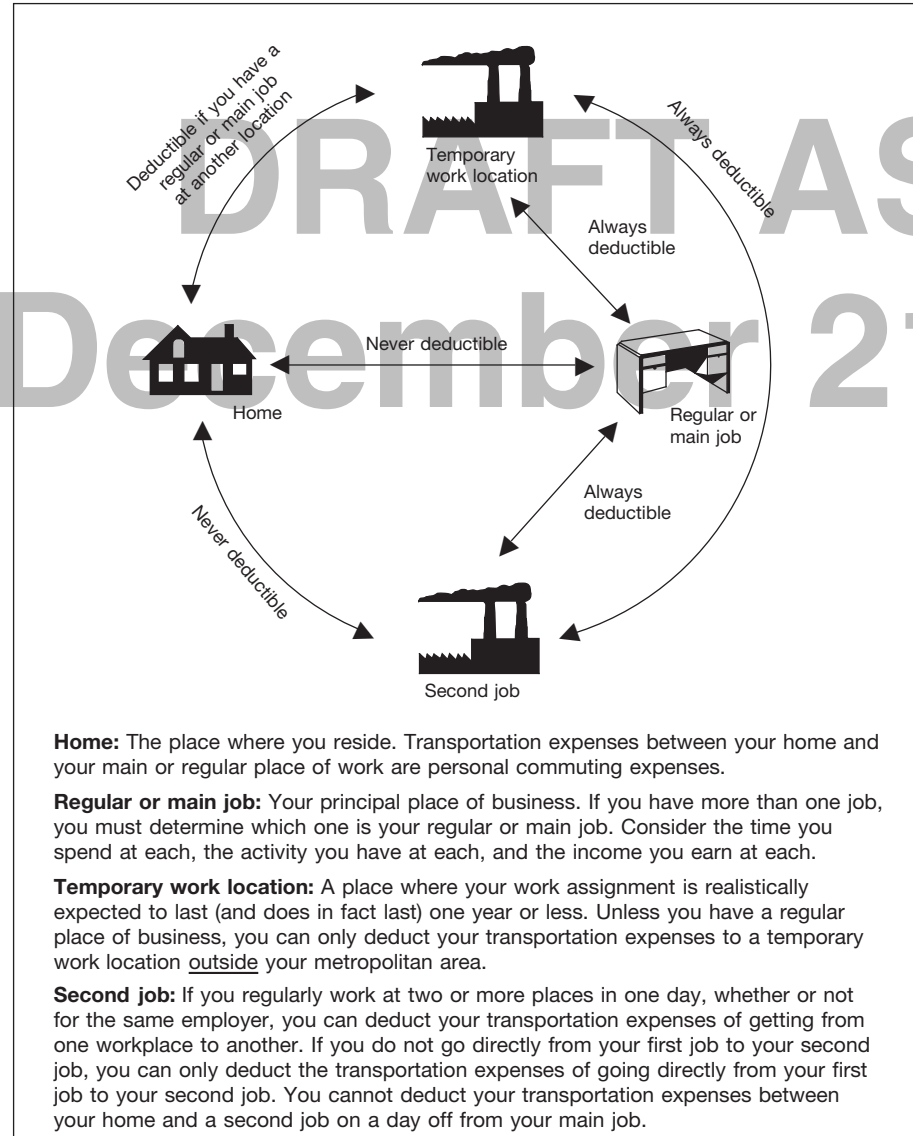 Deductible if you have a
regular or main job
at another location
Temporary
work location
Always deductible
Always
deductible
Never deductible
Home
Regular or
main job
Always
deductible
Never deductible
Second job
DRAFT AS
December 2
Home: The place where you reside. Transportation expenses between your home and
your main or regular place of work are personal commuting expenses.
Regular or main job: Your principal place of business. If you have more than one job,
you must determine which one is your regular or main job. Consider the time you
spend at each, the activity you have at each, and the income you earn at each.
Temporary work location: A place where your work assignment is realistically
expected to last (and does in fact last) one year or less. Unless you have a regular
place of business, you can only deduct your transportation expenses to a temporary
work location outside your metropolitan area.
Second job: If you regularly work at two or more places in one day, whether or not
for the same employer, you can deduct your transportation expenses of getting from
one workplace to another. If you do not go directly from your first job to your second
job, you can only deduct the transportation expenses of going directly from your first
job to your second job. You cannot deduct your transportation expenses between
your home and a second job on a day off from your main job.